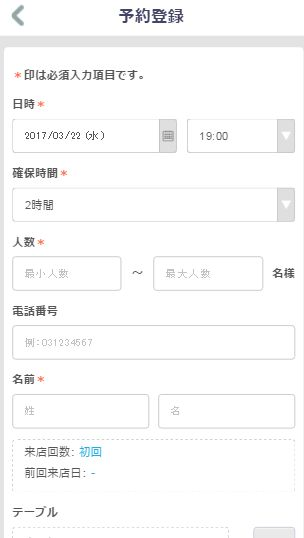 予約登録
*印は必須入力項目です。
日時*
2017/03/22 (水) 19:00
確保時間*
2時間
人数*
最小人数 ～ 最大人数 名様
電話番号
例:031234567
名前*
姓 名
来店回数: 初回
前回来店日: -
テーブル